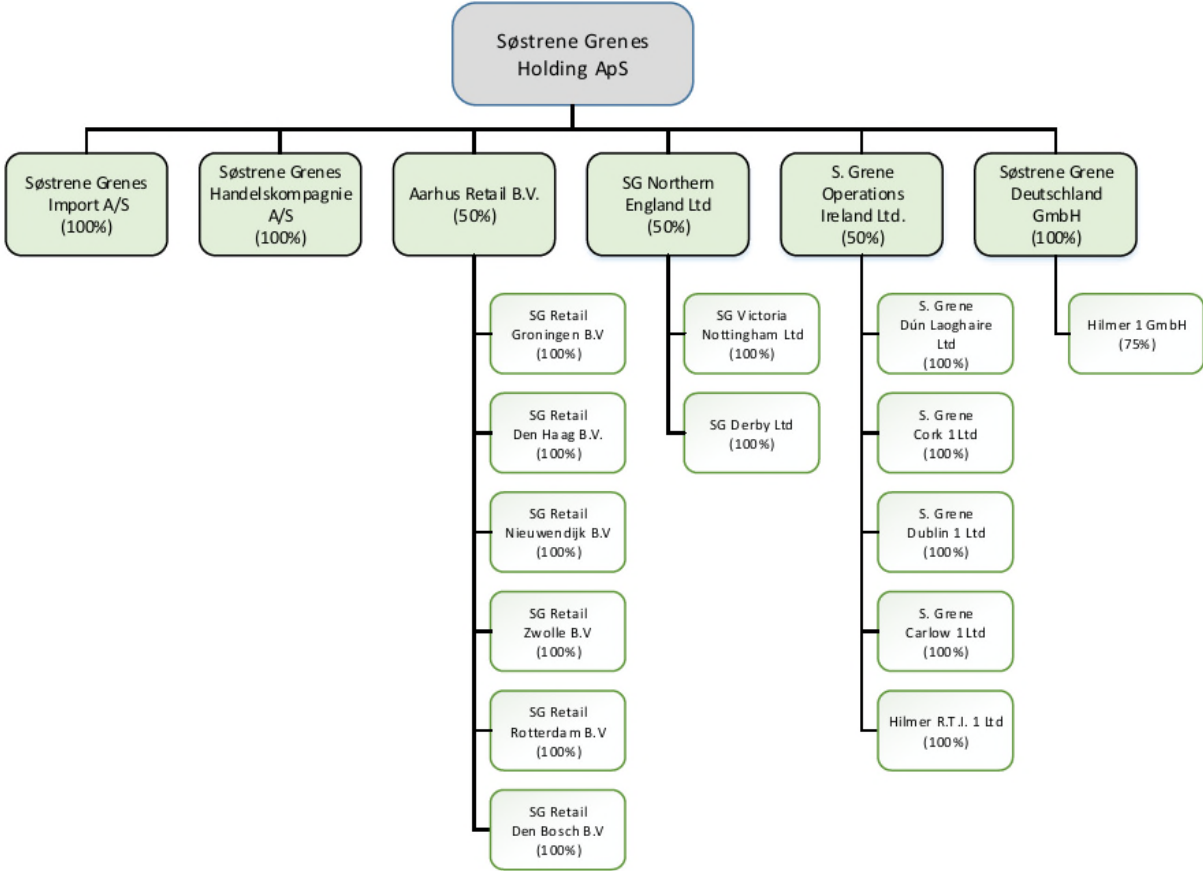 Søstrene Grenes
Holding ApS
Søstrene Grenes
Import A/S
(100%)
Søstrene Grenes
Handelskompagnie
A/S
(100%)
Aarhus Retail B.V.
(50%)
SG Northern
England Ltd
(50%)
S. Grene
Operations
Ireland Ltd.
(50%)
Søstrene Grene
Deutschland
GmbH
(100%)
SG Retail
Groningen B.V
(100%)
SG Retail
Den Haag B.V.
(100%)
SG Retail
Nieuwendijk B.V
(100%)
SG Retail
Zwolle B.V
(100%)
SG Retail
Rotterdam B.V
(100%)
SG Retail
Den Bosch B.V
(100%)
SG Victoria
Nottingham Ltd
(100%)
SG Derby Ltd
(100%)
S. Grene
Dún Laoghaire
Ltd
(100%)
S. Grene
Cork 1 Ltd
(100%)
S. Grene
Dublin 1 Ltd
(100%)
S. Grene
Carlow 1 Ltd
(100%)
Hilmer R.T.I. 1 Ltd
(100%)
Hilmer 1 GmbH
(75%)